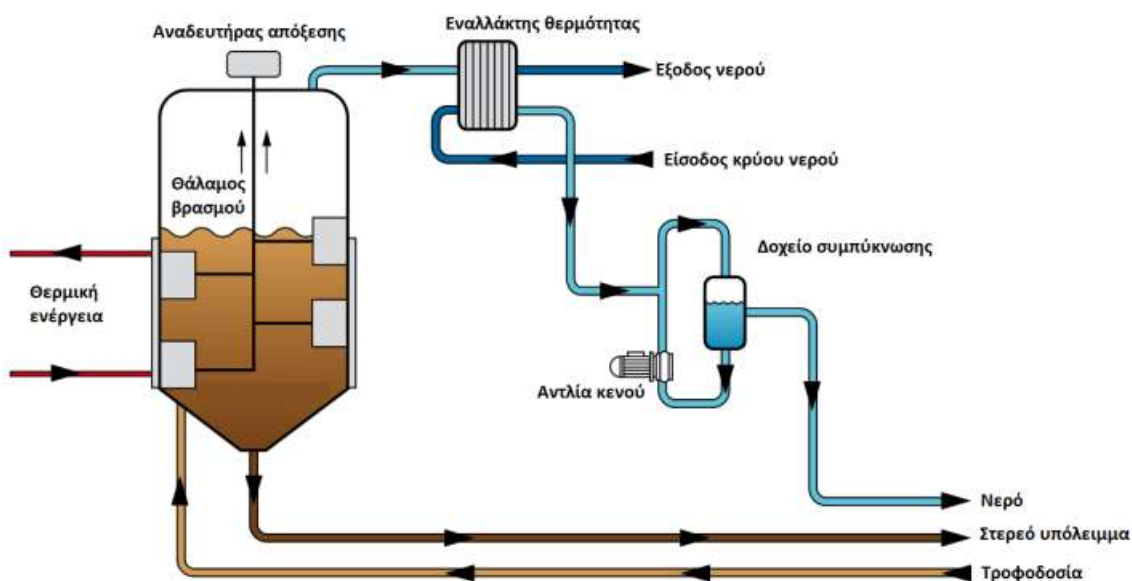 Αναδευτήρας απόξεσης
Εναλλάκτης θερμότητας
Έξοδος νερού
Είσοδος κρύου νερού
Θάλαμος
βρασμού
Δοχείο συμπύκνωσης
Θερμική
ενέργεια
Αντλία κενού
Νερό
Στερεό υπόλειμμα
Τροφοδοσία